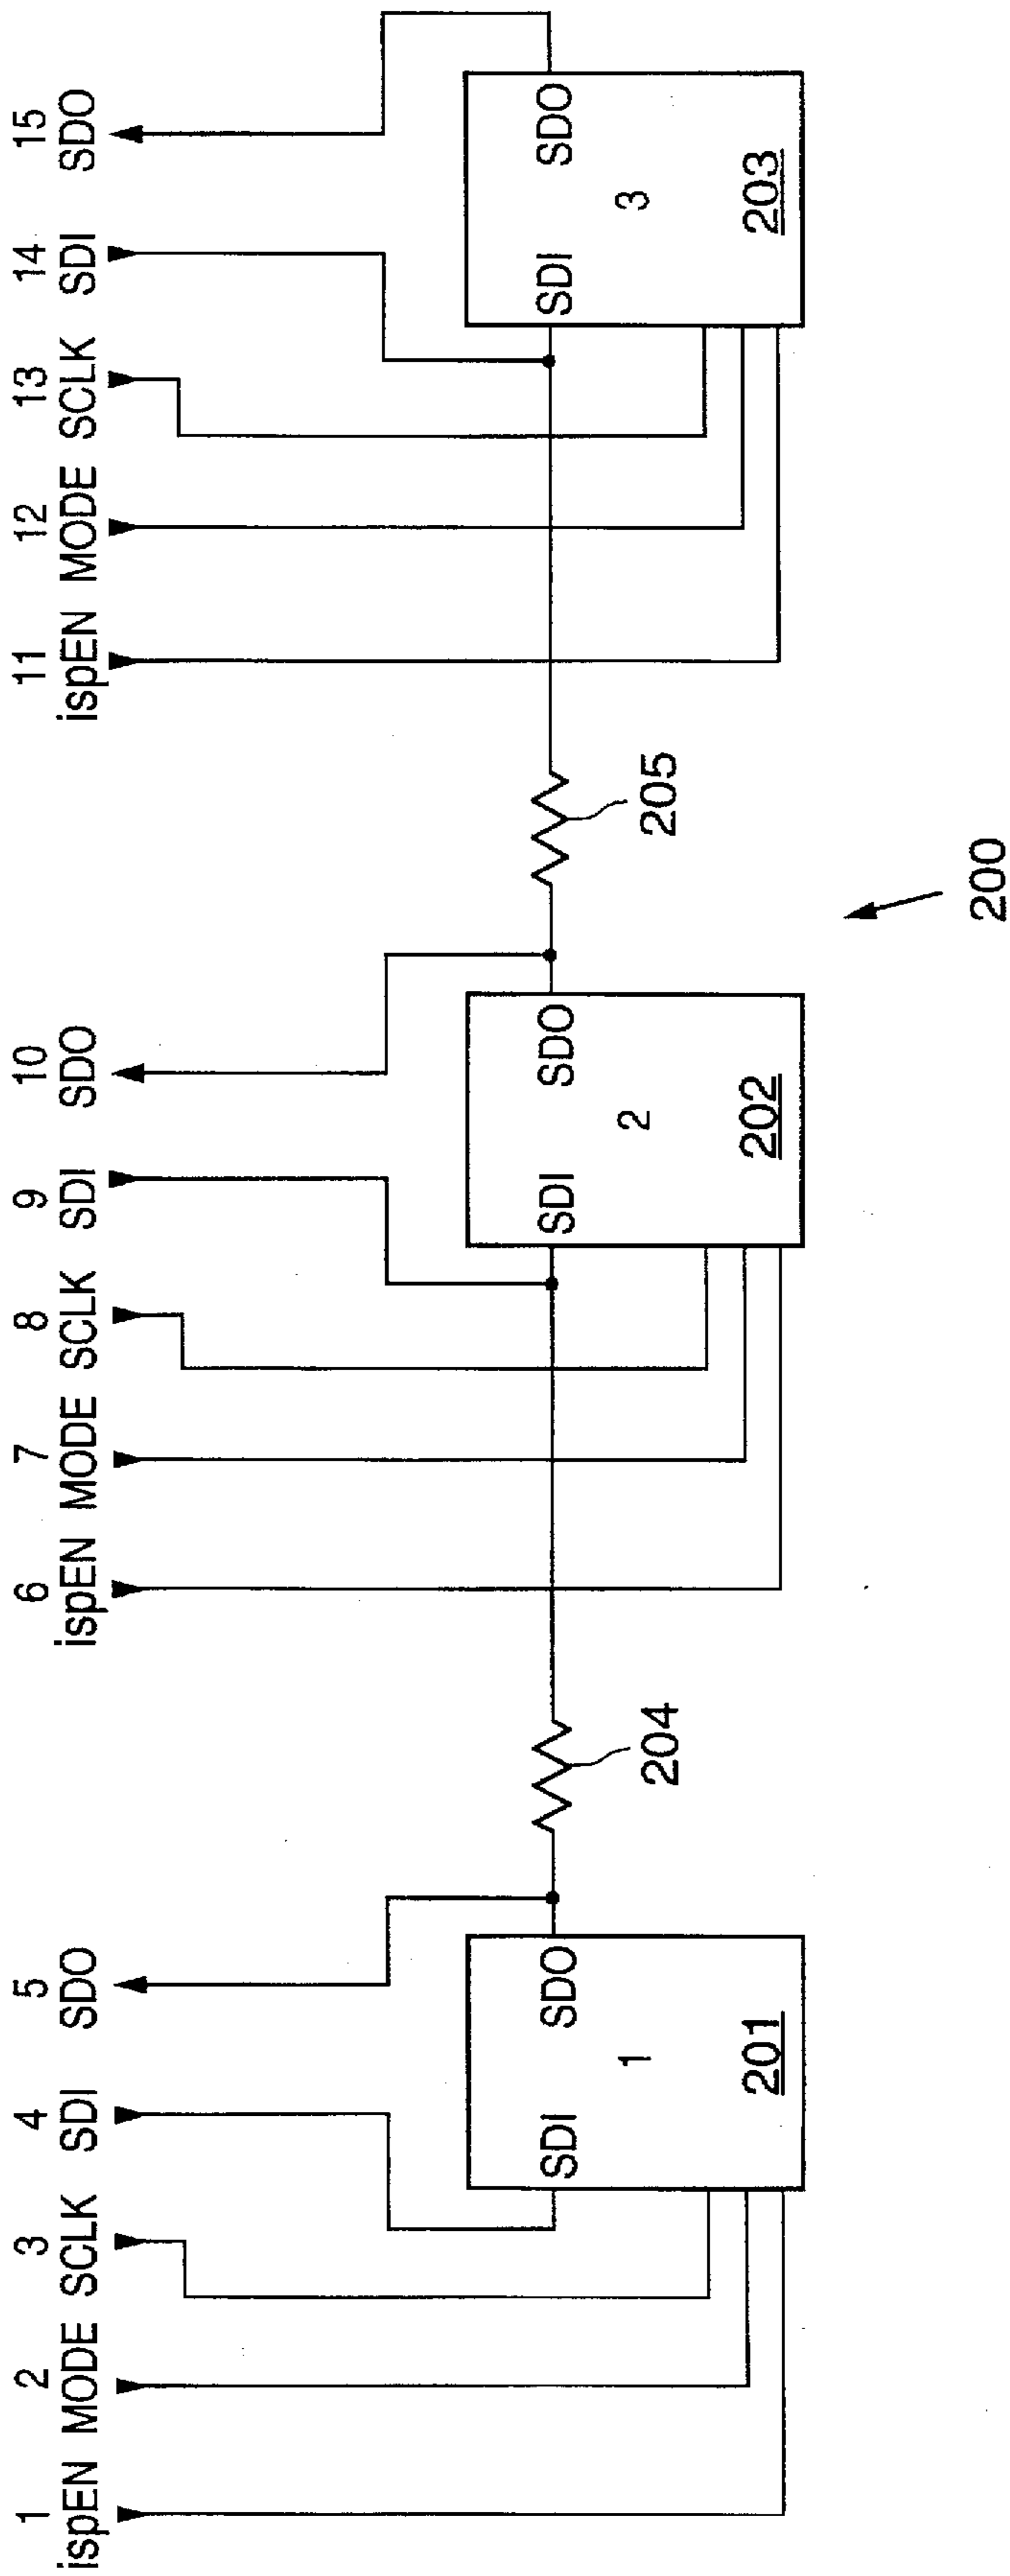 1 2 3 4 5 6 7 8 9 10 11 12 13 14 15
ispEN MODE SCLK SDI SDO ispEN MODE SCLK SDI SDO ispEN MODE SCLK SDI SDO
SDI SDO SDI SDO SDI SDO
1 2 3
204 205
201 202 203
200